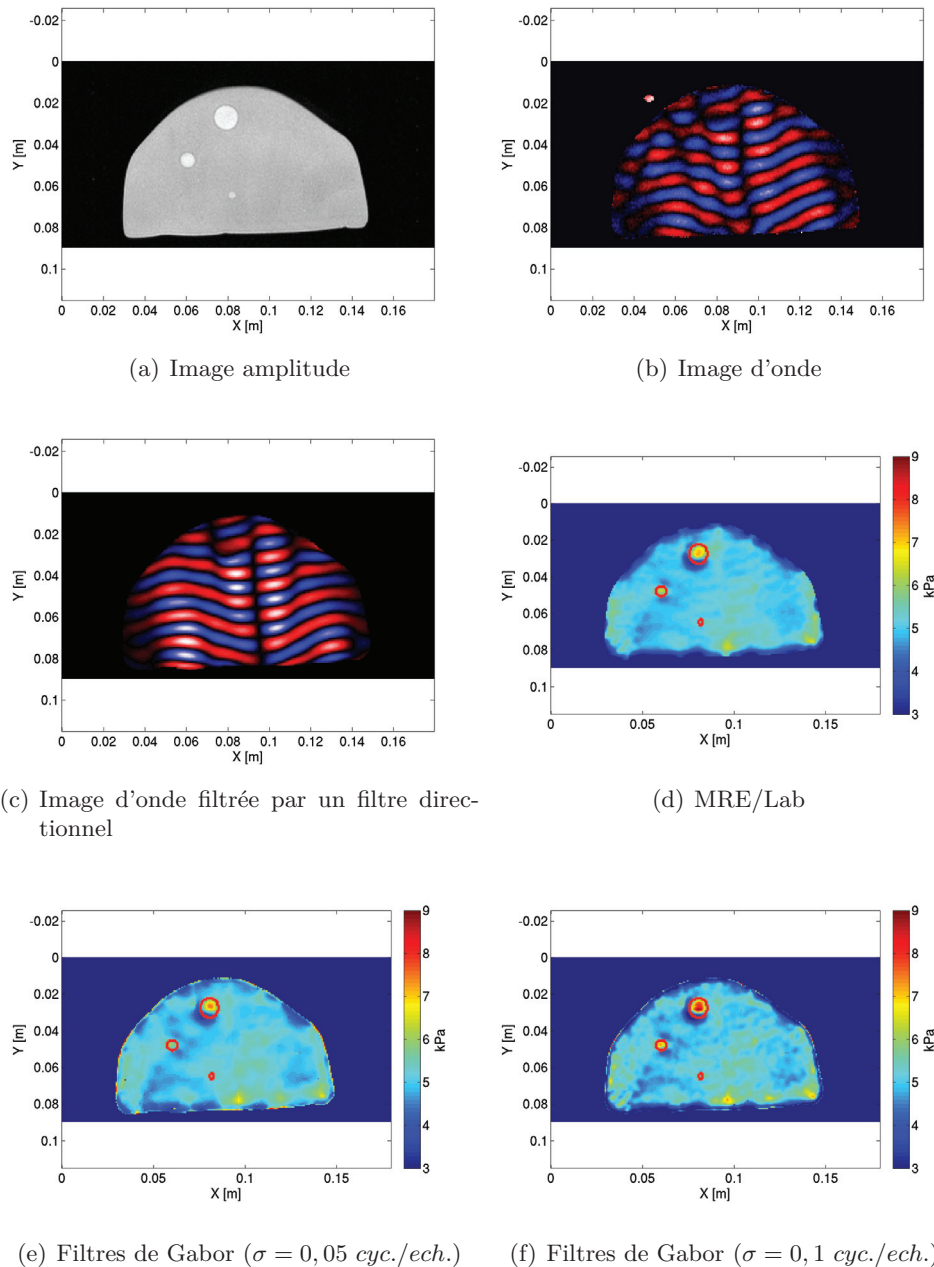 -0.02
0
0.02
0.04
0.06
0.08
0.1
Y [m]
0 0.02 0.04 0.06 0.08 0.1 0.12 0.14 0.16
X [m]
(a) Image amplitude
-0.02
0
0.02
0.04
0.06
0.08
0.1
Y [m]
0 0.02 0.04 0.06 0.08 0.1 0.12 0.14 0.16
X [m]
(b) Image d'onde
-0.02
0
0.02
0.04
0.06
0.08
0.1
Y [m]
0 0.02 0.04 0.06 0.08 0.1 0.12 0.14 0.16
X [m]
(c) Image d'onde filtrée par un filtre direc-
tionnel
-0.02
0
0.02
0.04
0.06
0.08
0.1
Y [m]
0 0.05 0.1 0.15
X [m]
9
8
7
6
5
4
3
kPa
(d) MRE/Lab
-0.02
0
0.02
0.04
0.06
0.08
0.1
Y [m]
0 0.05 0.1 0.15
X [m]
9
8
7
6
5
4
3
kPa
(e) Filtres de Gabor (σ = 0, 05 cyc./ech.)
-0.02
0
0.02
0.04
0.06
0.08
0.1
Y [m]
0 0.05 0.1 0.15
X [m]
9
8
7
6
5
4
3
kPa
(f) Filtres de Gabor (σ = 0, 1 cyc./ech.)